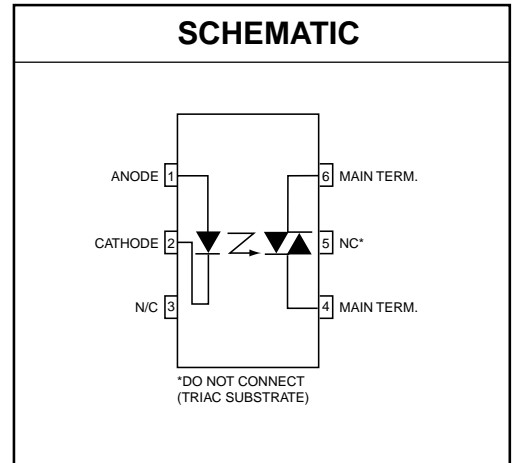 SCHEMATIC
ANODE 1
6 MAIN TERM.
CATHODE 2
5 NC*
N/C 3
4 MAIN TERM.
*DO NOT CONNECT
(TRIAC SUBSTRATE)